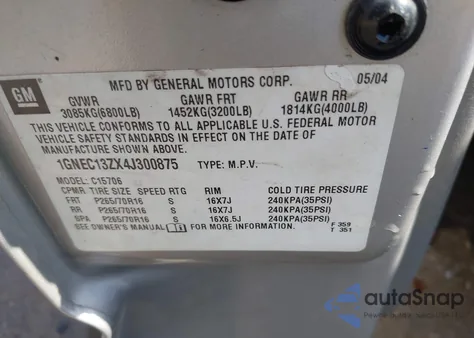 GM
MFD BY GENERAL MOTORS CORP. 05/04
GVWR GAWR FRT GAWR RR
3085KG(6800LB) 1452KG(3200LB) 1814KG(4000LB)
THIS VEHICLE CONFORMS TO ALL APPLICABLE U.S. FEDERAL MOTOR
VEHICLE SAFETY STANDARDS IN EFFECT ON THE DATE OF
MANUFACTURE SHOWN ABOVE.
1GNEC13ZX4J300875 TYPE: M.P.V.
MODEL: C15706
CPMR TIRE SIZE SPEED RTG RIM COLD TIRE PRESSURE
FRT P265/70R16 S 16X7J 240KPA(35PSI)
RR P265/70R16 S 16X7J 240KPA(35PSI)
SPA P265/70R16 S 16X6.5J 240KPA(35PSI)
SEE OWNER'S MANUAL FOR MORE INFORMATION. F 359
T 351
autoSnap